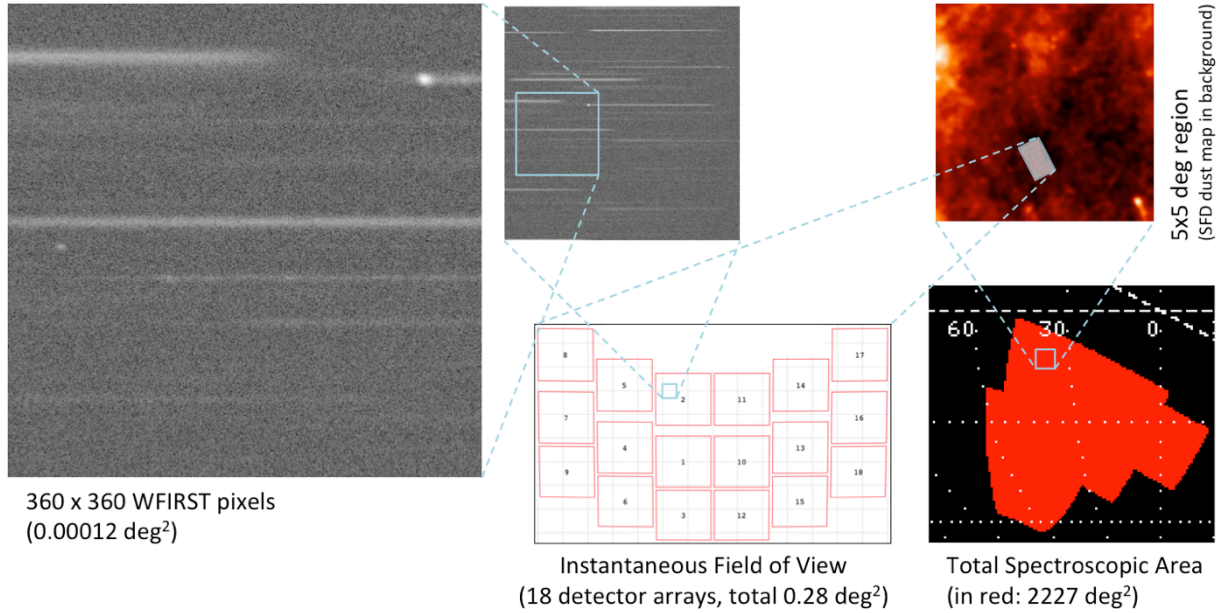 360 x 360 WFIRST pixels
(0.00012 deg²)
8
5
2
11
14
17
7
4
1
10
13
16
9
6
3
12
15
18
Instantaneous Field of View
(18 detector arrays, total 0.28 deg²)
5x5 deg region
(SFD dust map in background)
60 30 0
Total Spectroscopic Area
(in red: 2227 deg²)